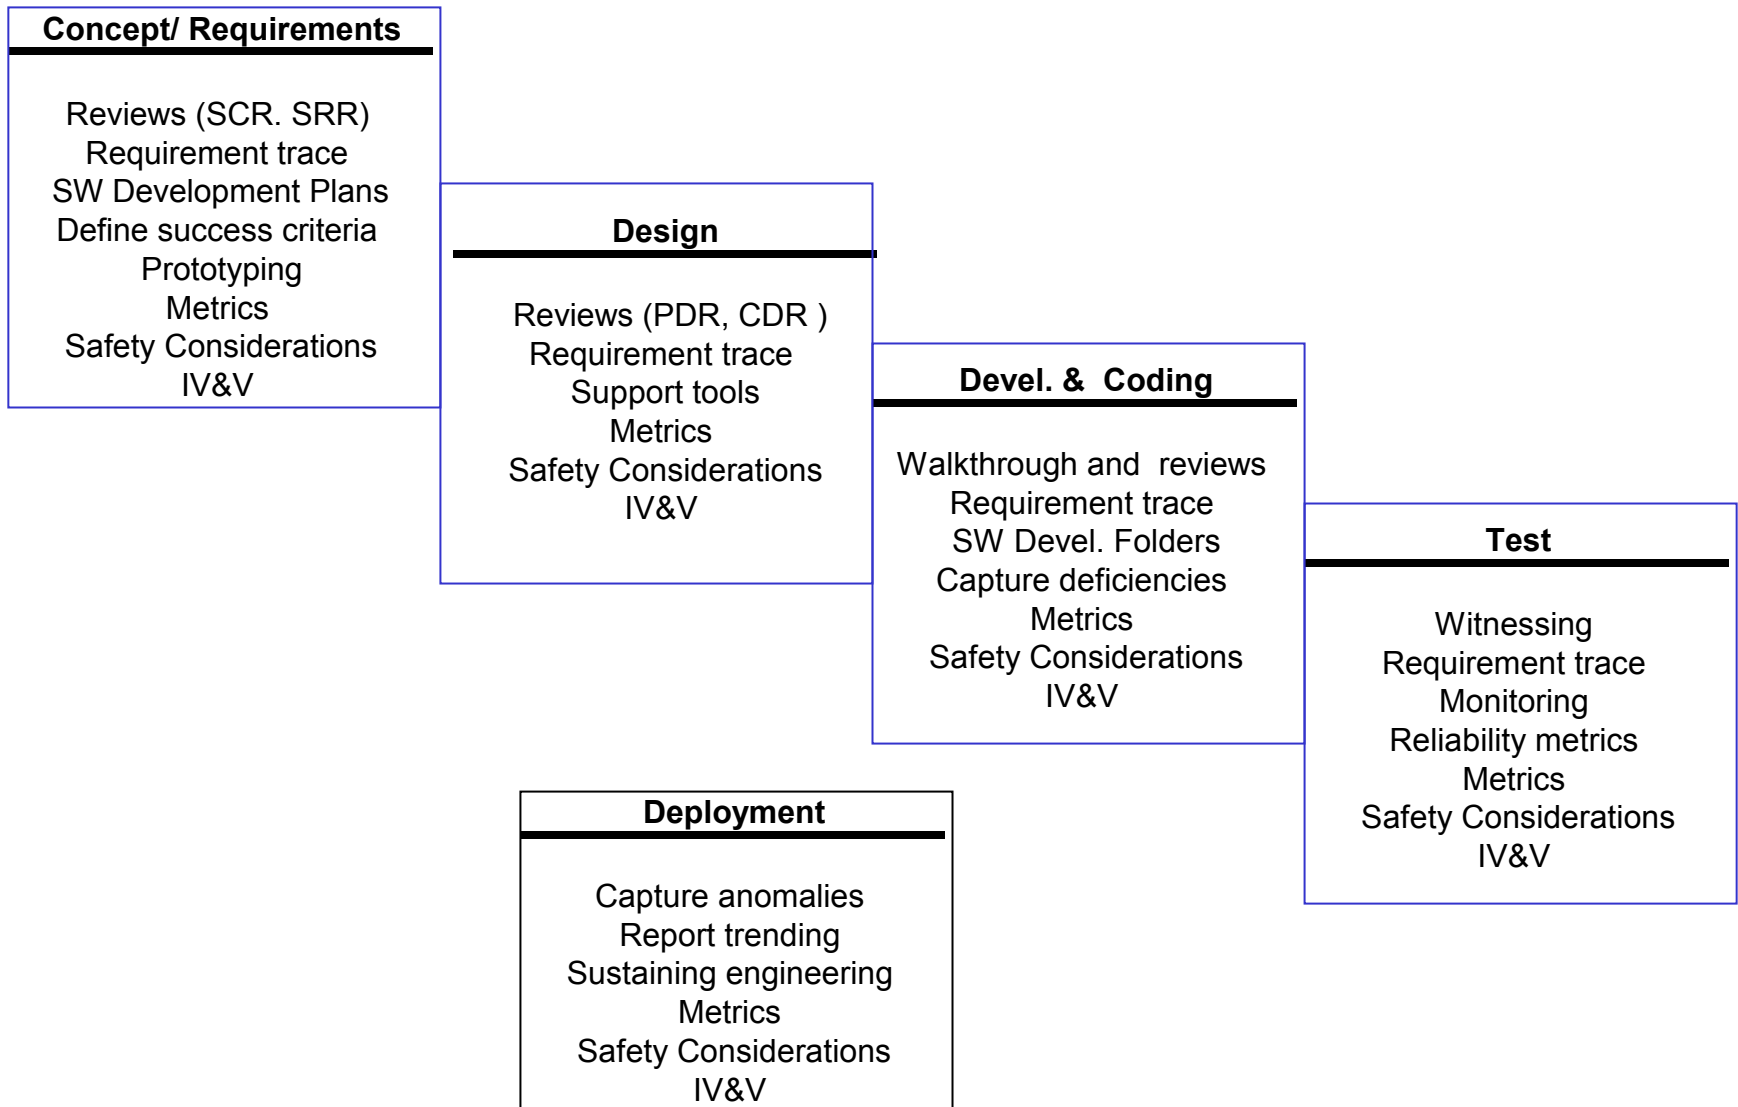 Concept/ Requirements
Reviews (SCR. SRR)
Requirement trace
SW Development Plans
Define success criteria
Prototyping
Metrics
Safety Considerations
IV&V
Design
Reviews (PDR, CDR )
Requirement trace
Support tools
Metrics
Safety Considerations
IV&V
Devel. &  Coding
Walkthrough and  reviews
Requirement trace
SW Devel. Folders
Capture deficiencies
Metrics
Safety Considerations
IV&V
Test
Witnessing
Requirement trace
Monitoring
Reliability metrics
Metrics
Safety Considerations
IV&V
Deployment
Capture anomalies
Report trending
Sustaining engineering
Metrics
Safety Considerations
IV&V